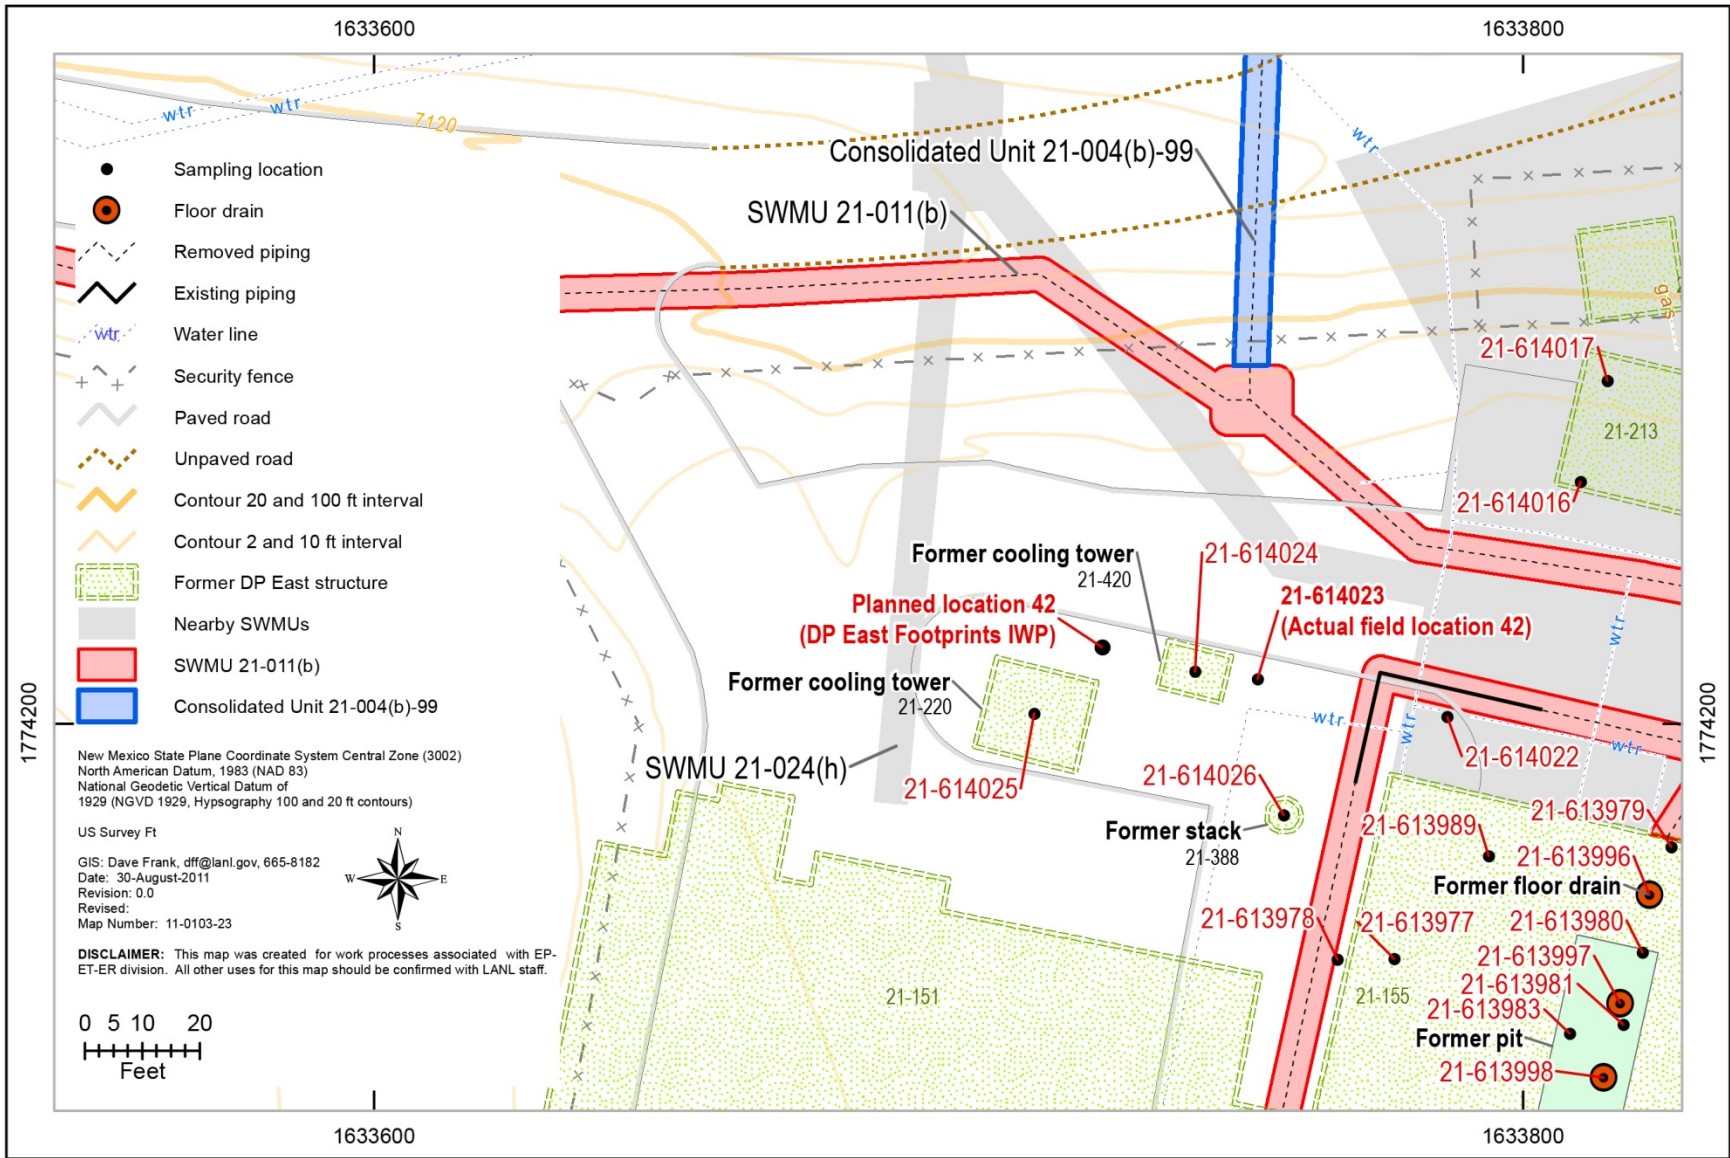 1633600
1633800
wtr
wtr
7120
wtr
Consolidated Unit 21-004(b)-99
SWMU 21-011(b)
Sampling location
Floor drain
Removed piping
Existing piping
wtr
Water line
Security fence
Paved road
Unpaved road
Contour 20 and 100 ft interval
Contour 2 and 10 ft interval
Former DP East structure
Nearby SWMUs
SWMU 21-011(b)
Consolidated Unit 21-004(b)-99
gas
21-614017
21-213
21-614016
Former cooling tower
21-420
21-614024
21-614023
(Actual field location 42)
Planned location 42
(DP East Footprints IWP)
Former cooling tower
21-220
wtr
wtr
wtr
wtr
1774200
1774200
SWMU 21-024(h)
21-614025
21-614026
21-614022
Former stack
21-388
21-613979
21-613989
21-613996
Former floor drain
21-613978
21-613977
21-613980
21-613997
21-613981
21-613983
Former pit
21-613998
21-151
21-155
New Mexico State Plane Coordinate System Central Zone (3002)
North American Datum, 1983 (NAD 83)
National Geodetic Vertical Datum of
1929 (NGVD 1929, Hypsography 100 and 20 ft contours)
US Survey Ft
GIS: Dave Frank, dff@lanl.gov, 665-8182
Date: 30-August-2011
Revision: 0.0
Revised:
Map Number: 11-0103-23
N
W
E
S
DISCLAIMER: This map was created for work processes associated with EP-
ET-ER division. All other uses for this map should be confirmed with LANL staff.
0 5 10 20
Feet
1633600
1633800